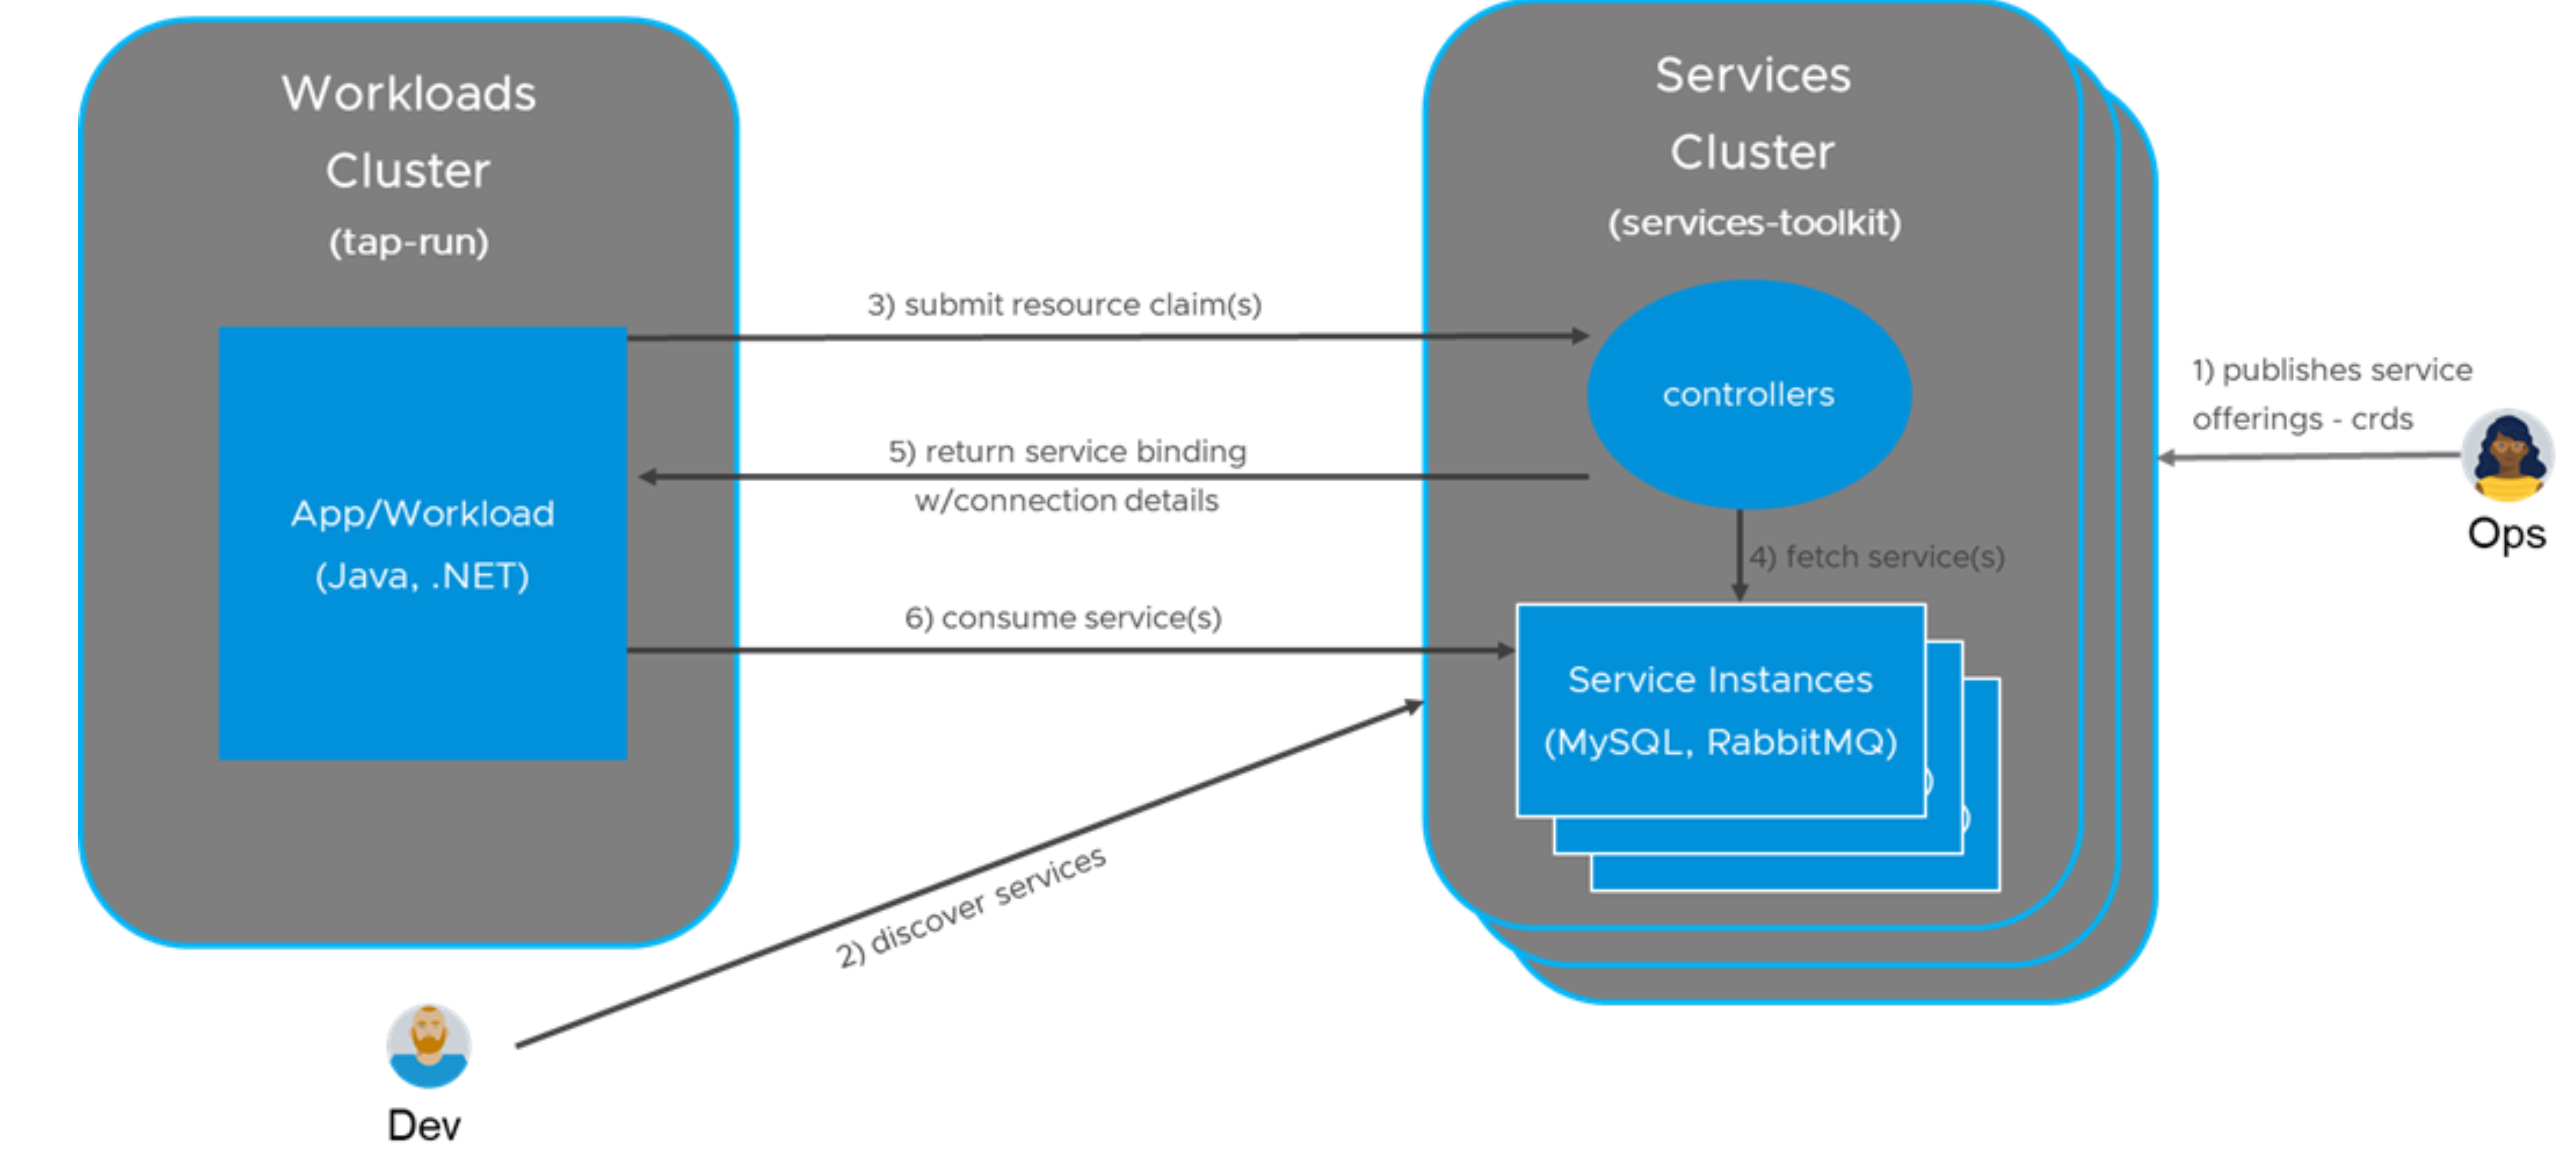 Workloads
Cluster
(tap-run)
App/Workload
(Java, .NET)
3) submit resource claim(s)
5) return service binding
w/connection details
6) consume service(s)
2) discover services
Dev
Services
Cluster
(services-toolkit)
controllers
4) fetch service(s)
Service Instances
(MySQL, RabbitMQ)
)
)
1) publishes service
offerings - crds
Ops